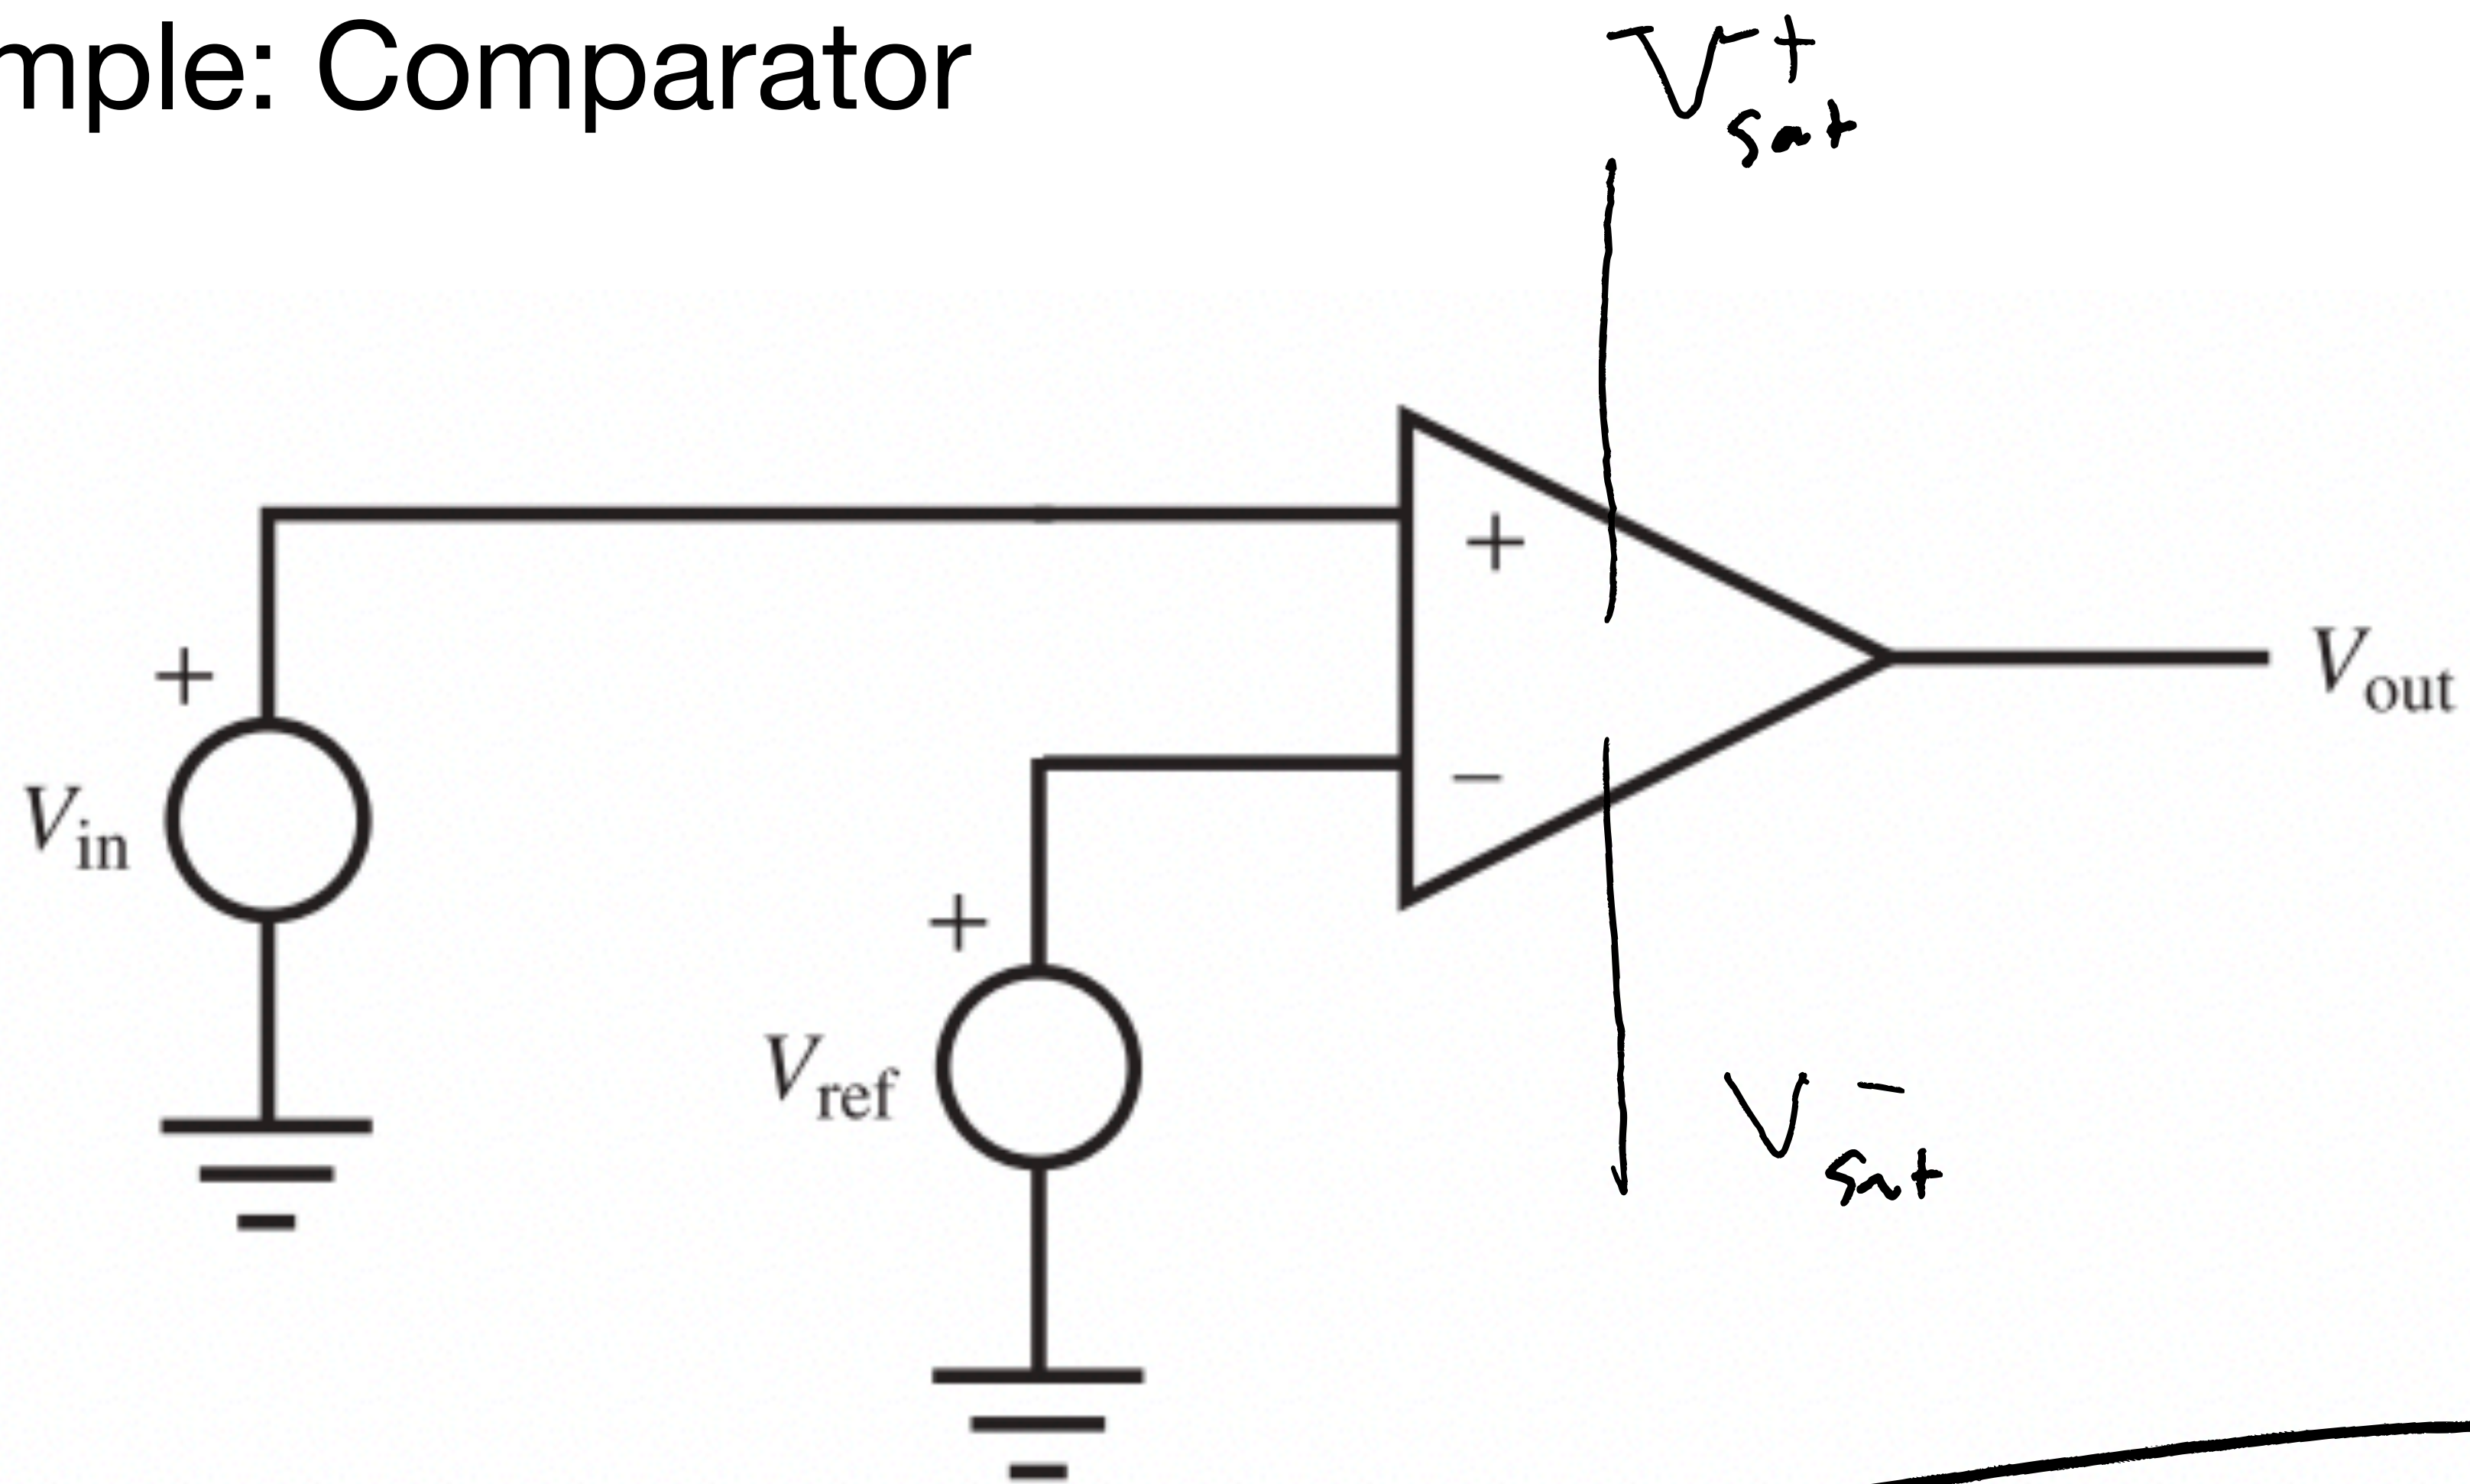 mple: Comparator
V+
sat
+
+
Vout
Vin
−
+
Vref
V−
sat